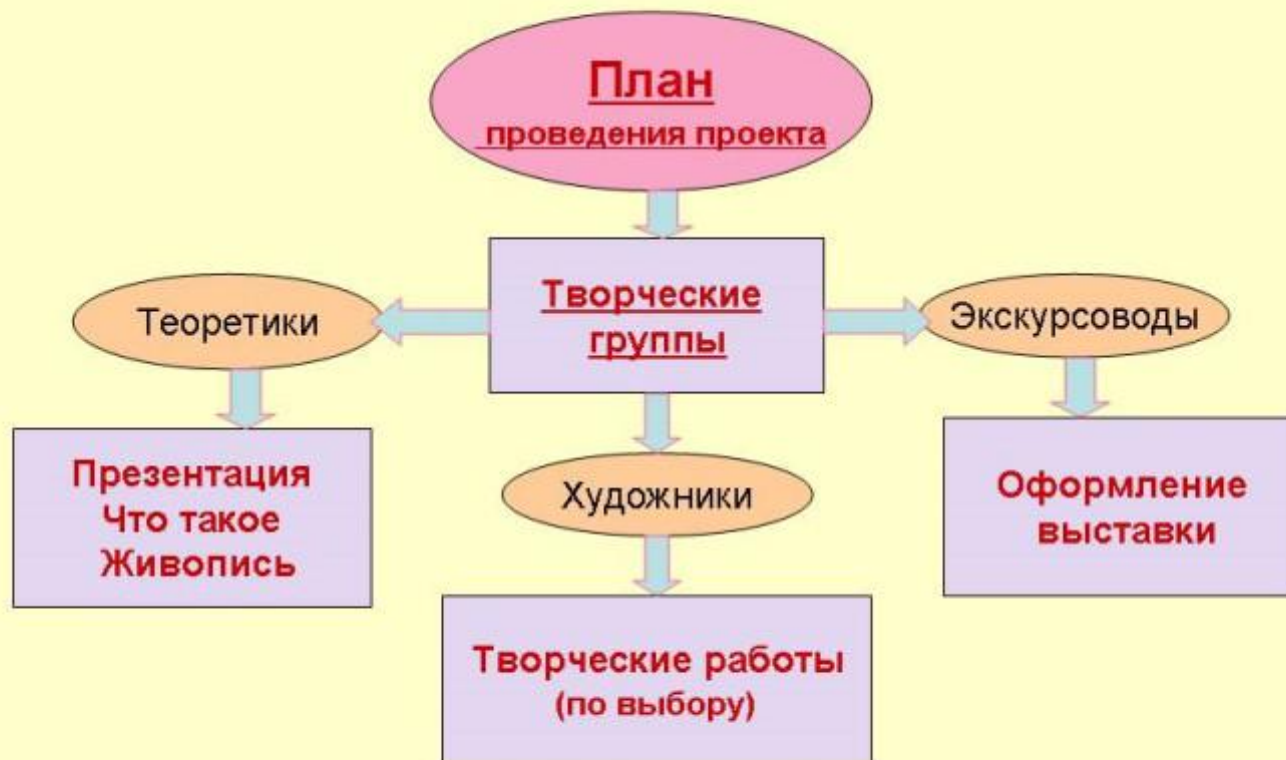 План
проведения проекта
Творческие
группы
Теоретики
Экскурсоводы
Презентация
Что такое
Живопись
Художники
Оформление
выставки
Творческие работы
(по выбору)